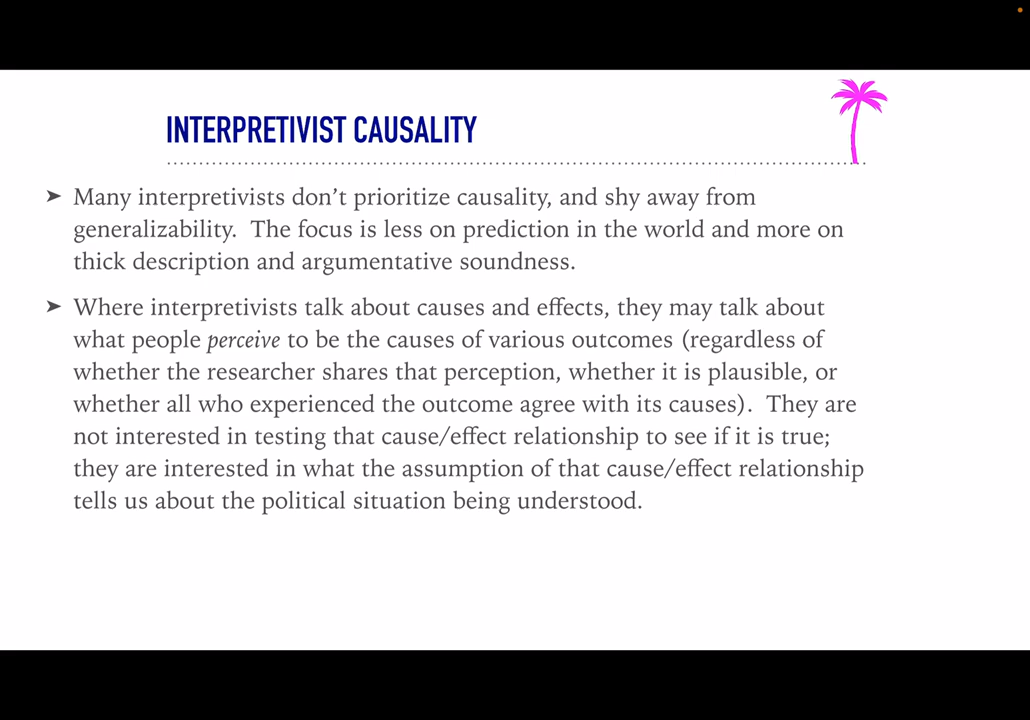 INTERPRETIVIST CAUSALITY
➤ Many interpretivists don’t prioritize causality, and shy away from
generalizability.  The focus is less on prediction in the world and more on
thick description and argumentative soundness.
➤ Where interpretivists talk about causes and effects, they may talk about
what people perceive to be the causes of various outcomes (regardless of
whether the researcher shares that perception, whether it is plausible, or
whether all who experienced the outcome agree with its causes).  They are
not interested in testing that cause/effect relationship to see if it is true;
they are interested in what the assumption of that cause/effect relationship
tells us about the political situation being understood.